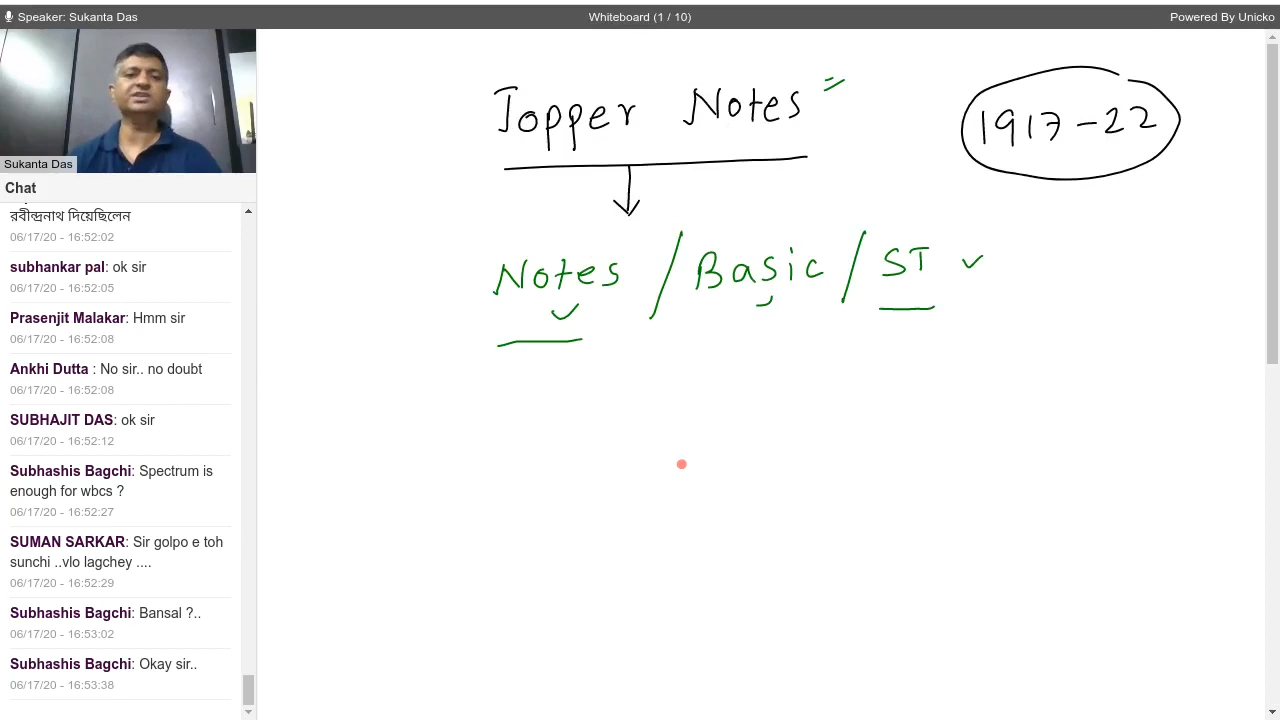 Speaker: Sukanta Das
Whiteboard (1 / 10)
Powered By Unicko
Sukanta Das
Chat
রবীন্দ্রনাথ দিয়েছিলেন
06/17/20 - 16:52:02
subhankar pal: ok sir
06/17/20 - 16:52:05
Prasenjit Malakar: Hmm sir
06/17/20 - 16:52:08
Ankhi Dutta : No sir.. no doubt
06/17/20 - 16:52:08
SUBHAJIT DAS: ok sir
06/17/20 - 16:52:12
Subhashis Bagchi: Spectrum is
enough for wbcs ?
06/17/20 - 16:52:27
SUMAN SARKAR: Sir golpo e toh
sunchi ..vlo lagchey ....
06/17/20 - 16:52:29
Subhashis Bagchi: Bansal ?..
06/17/20 - 16:53:02
Subhashis Bagchi: Okay sir..
06/17/20 - 16:53:38
Topper Notes =
1917-22
Notes / Basic / ST